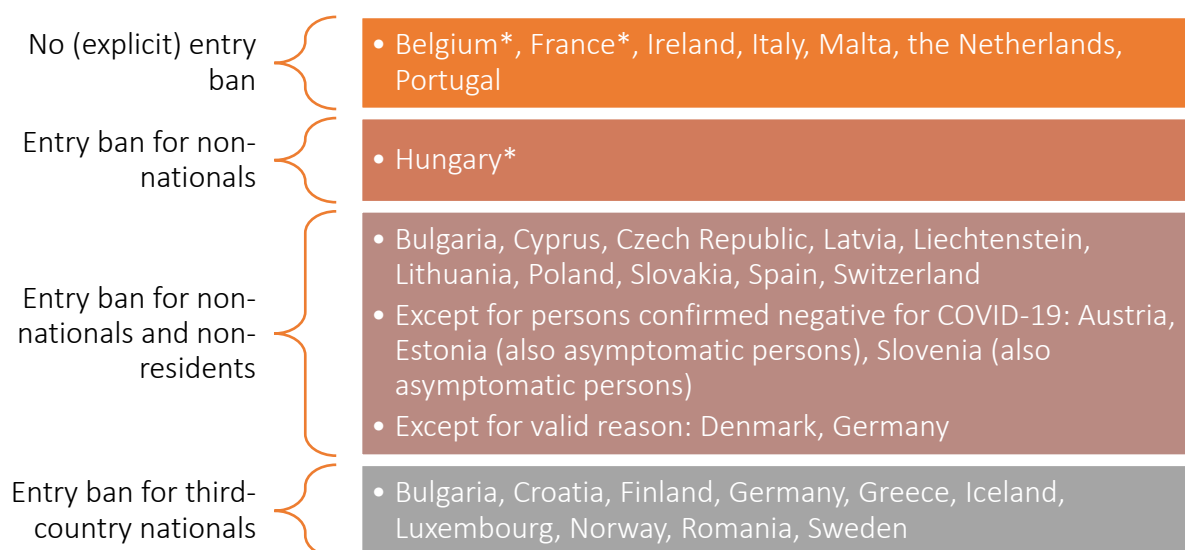 No (explicit) entry
ban
• Belgium*, France*, Ireland, Italy, Malta, the Netherlands,
Portugal
Entry ban for non-
nationals
• Hungary*
Entry ban for non-
nationals and non-
residents
• Bulgaria, Cyprus, Czech Republic, Latvia, Liechtenstein,
Lithuania, Poland, Slovakia, Spain, Switzerland
• Except for persons confirmed negative for COVID-19: Austria,
Estonia (also asymptomatic persons), Slovenia (also
asymptomatic persons)
• Except for valid reason: Denmark, Germany
Entry ban for third-
country nationals
• Bulgaria, Croatia, Finland, Germany, Greece, Iceland,
Luxembourg, Norway, Romania, Sweden